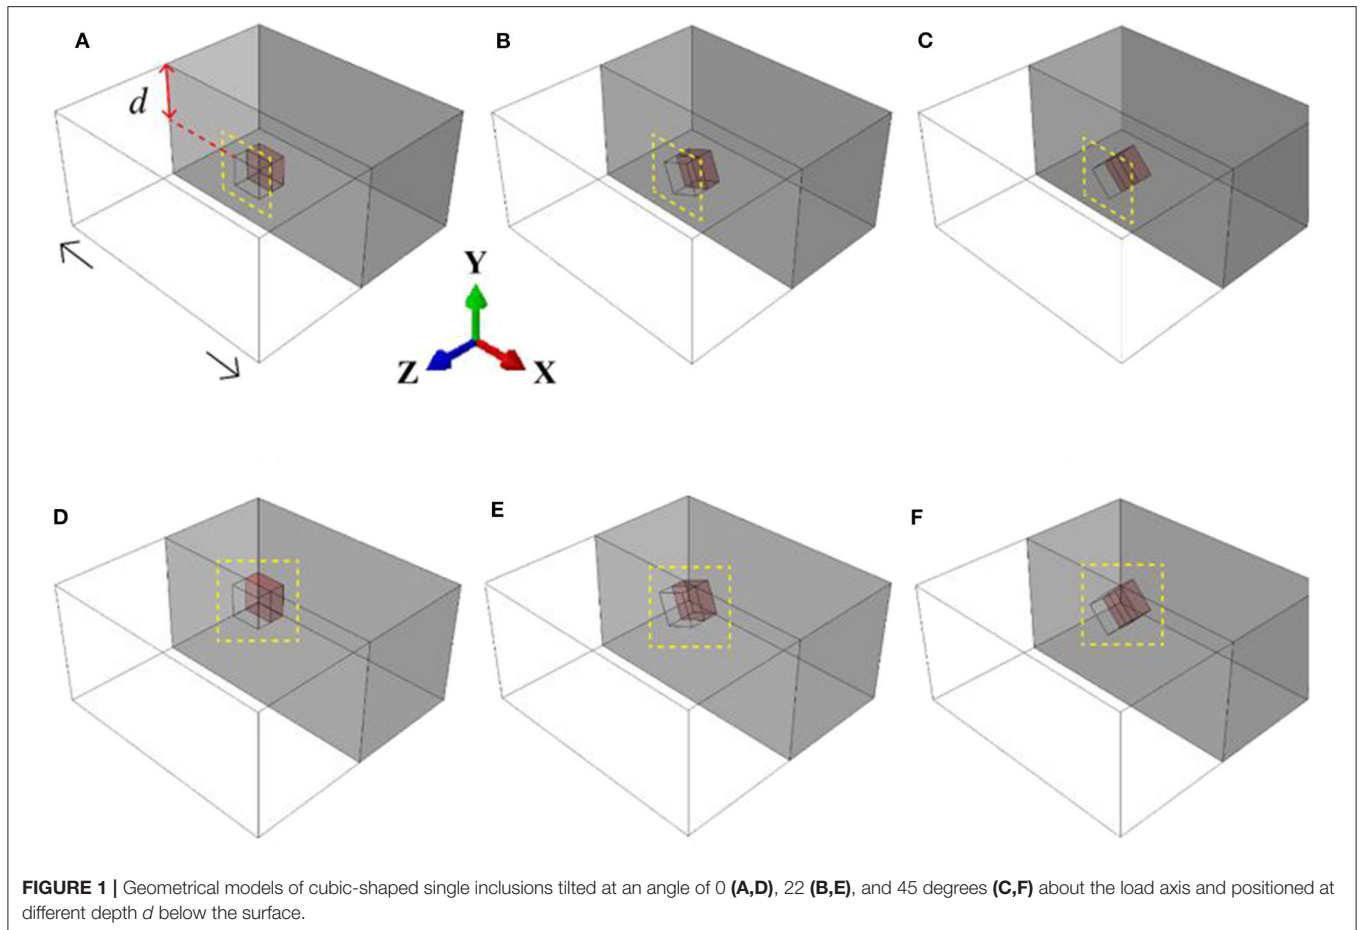 A
B
C
d
Y
Z
X
D
E
F
FIGURE 1 | Geometrical models of cubic-shaped single inclusions tilted at an angle of 0 (A,D), 22 (B,E), and 45 degrees (C,F) about the load axis and positioned at
different depth d below the surface.